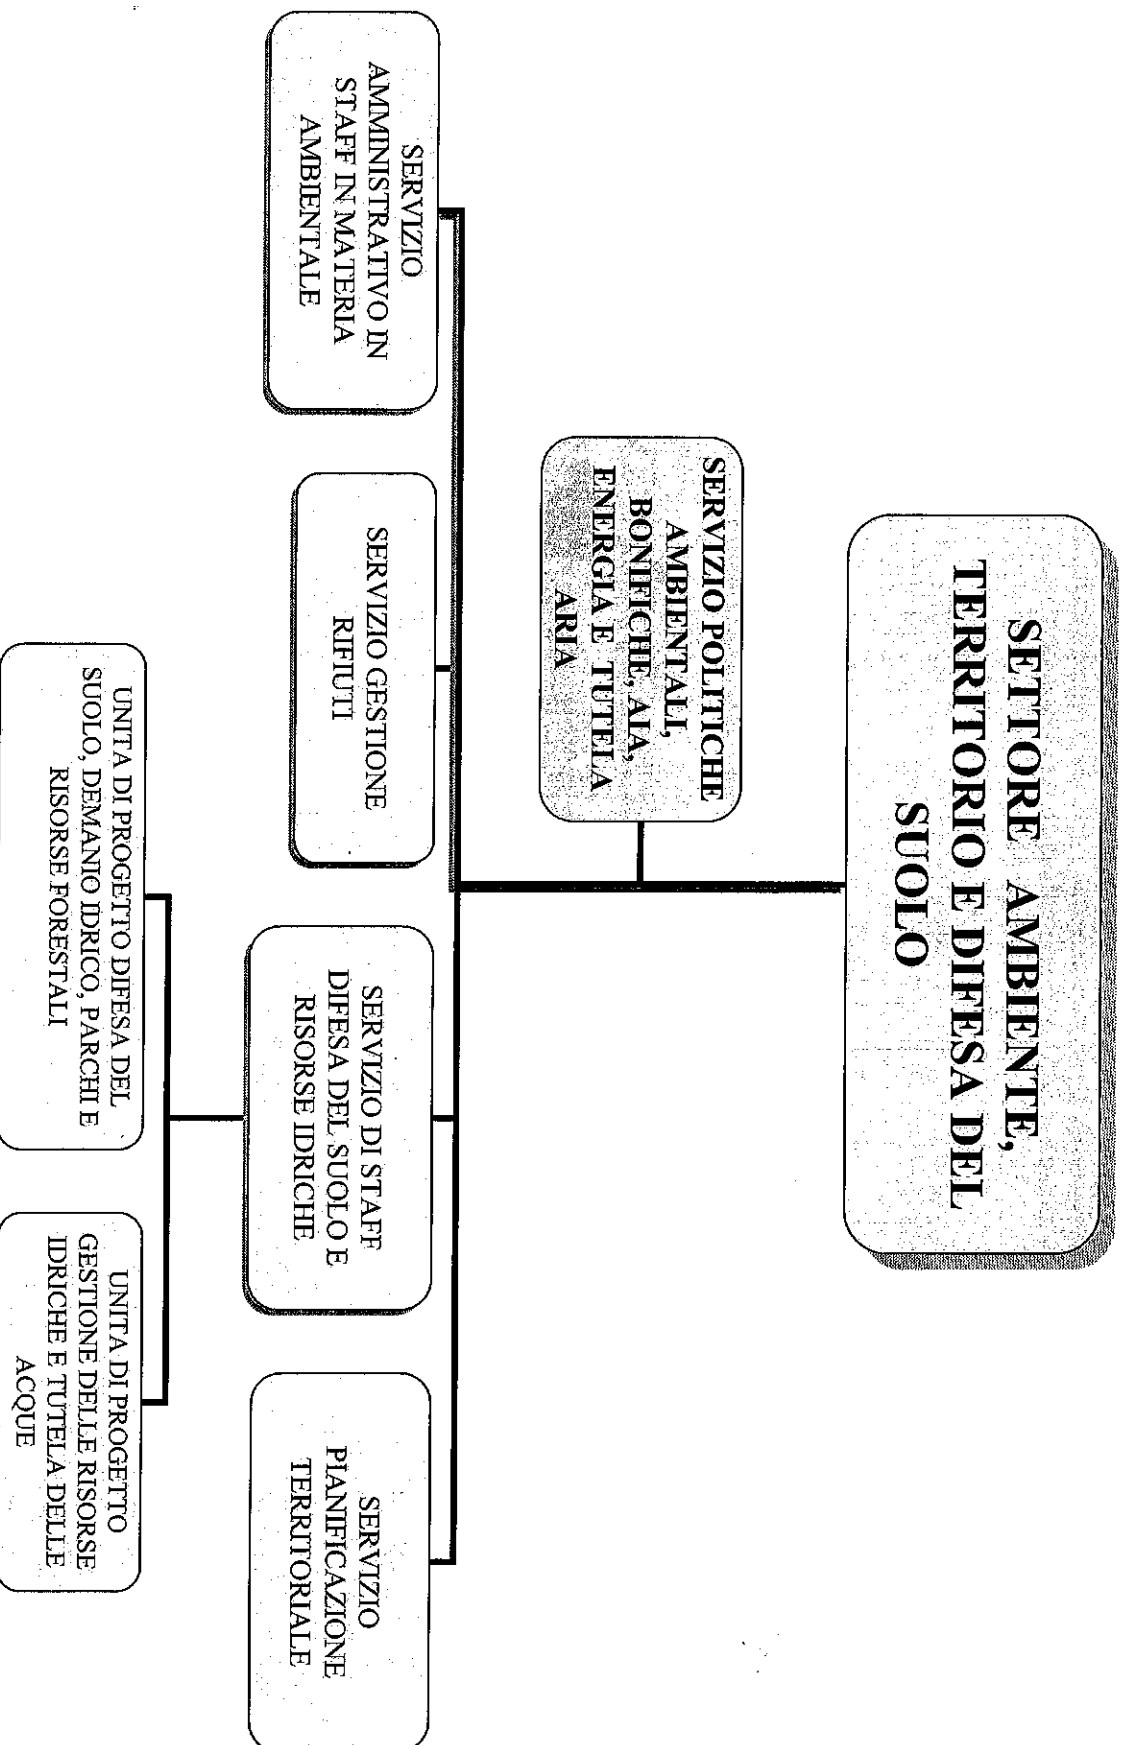 SETTORE AMBIENTE,
TERRITORIO E DIFESA DEL
SUOLO
SERVIZIO POLITICHE
AMBIENTALI,
BONIFICHE, AIA,
ENERGIA E TUTELA
ARIA
SERVIZIO
AMMINISTRATIVO IN
STAFF IN MATERIA
AMBIENTALE
SERVIZIO GESTIONE
RIFIUTI
SERVIZIO DI STAFF
DIFESA DEL SUOLO E
RISORSE IDRICHE
SERVIZIO
PIANIFICAZIONE
TERRITORIALE
UNITA DI PROGETTO DIFESA DEL
SUOLO, DEMANIO IDRICO, PARCHI E
RISORSE FORESTALI
UNITA DI PROGETTO
GESTIONE DELLE RISORSE
IDRICHE E TUTELA DELLE
ACQUE